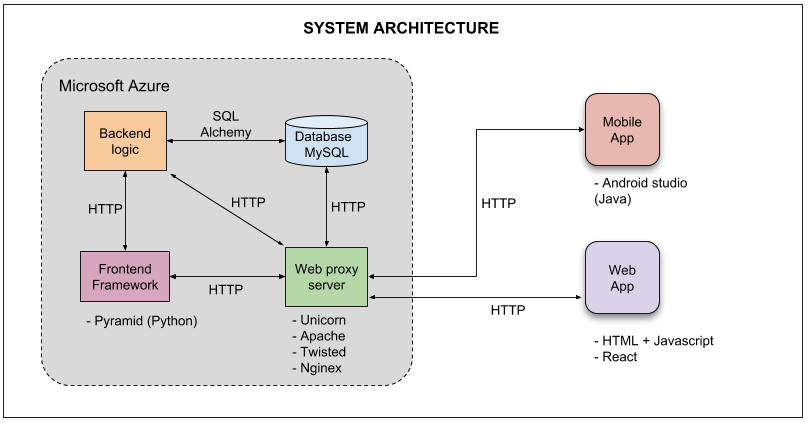 SYSTEM ARCHITECTURE
Microsoft Azure
Backend
logic
SQL
Alchemy
Database
MySQL
HTTP
HTTP
HTTP
Frontend
Framework
HTTP
Web proxy
server
- Pyramid (Python)
- Unicorn
- Apache
- Twisted
- Nginex
HTTP
HTTP
Mobile
App
- Android studio
(Java)
Web
App
- HTML + Javascript
- React